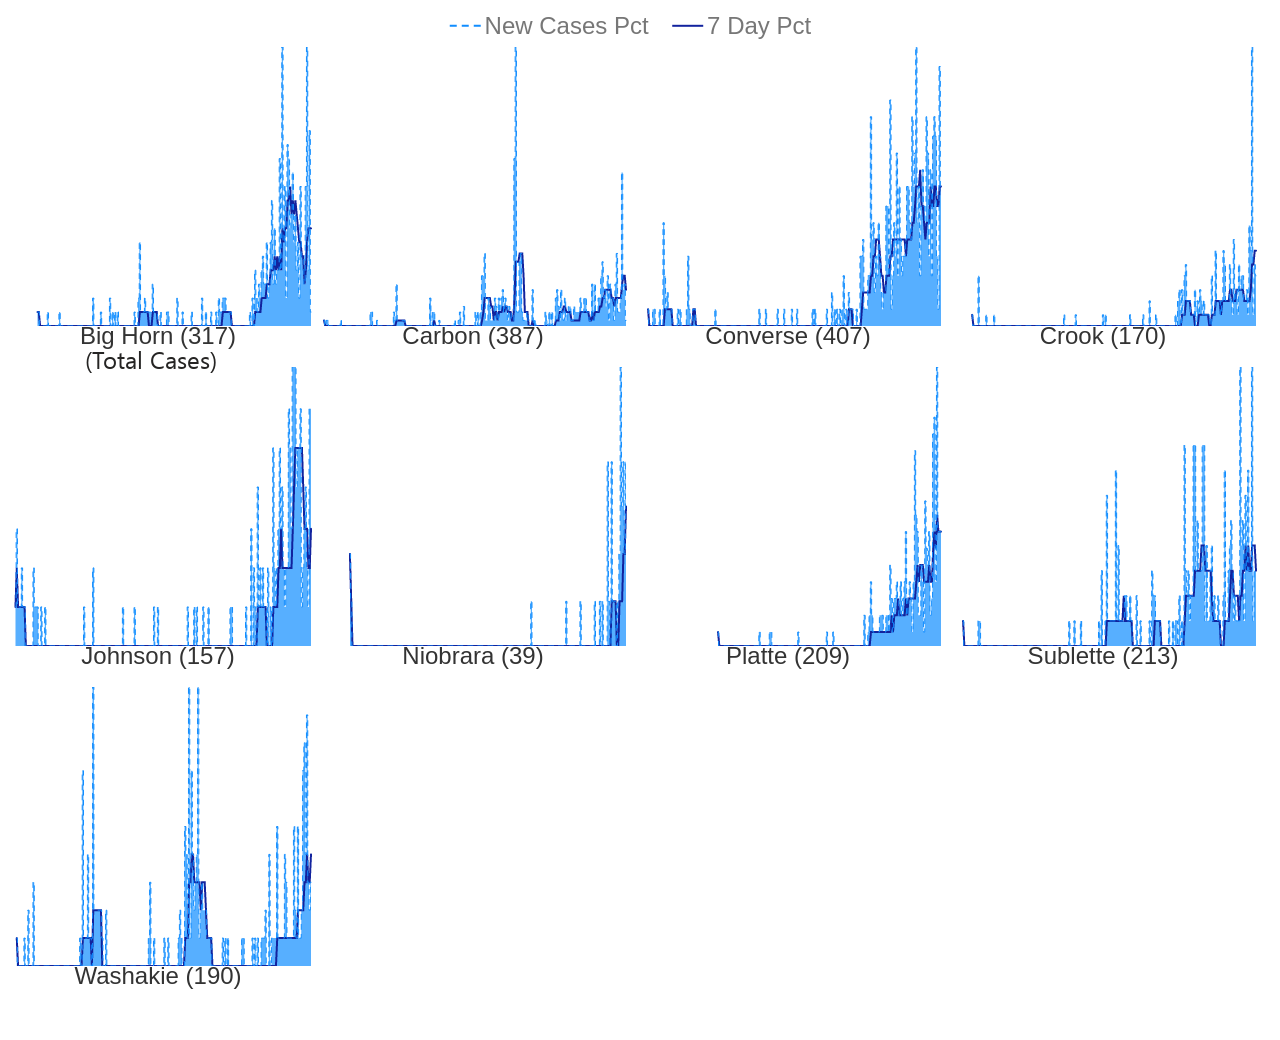 New Cases Pct 7 Day Pct
Big Horn (317) Carbon (387) Converse (407) Crook (170)
(Total Cases)
Johnson (157) Niobrara (39) Platte (209) Sublette (213)
Washakie (190)